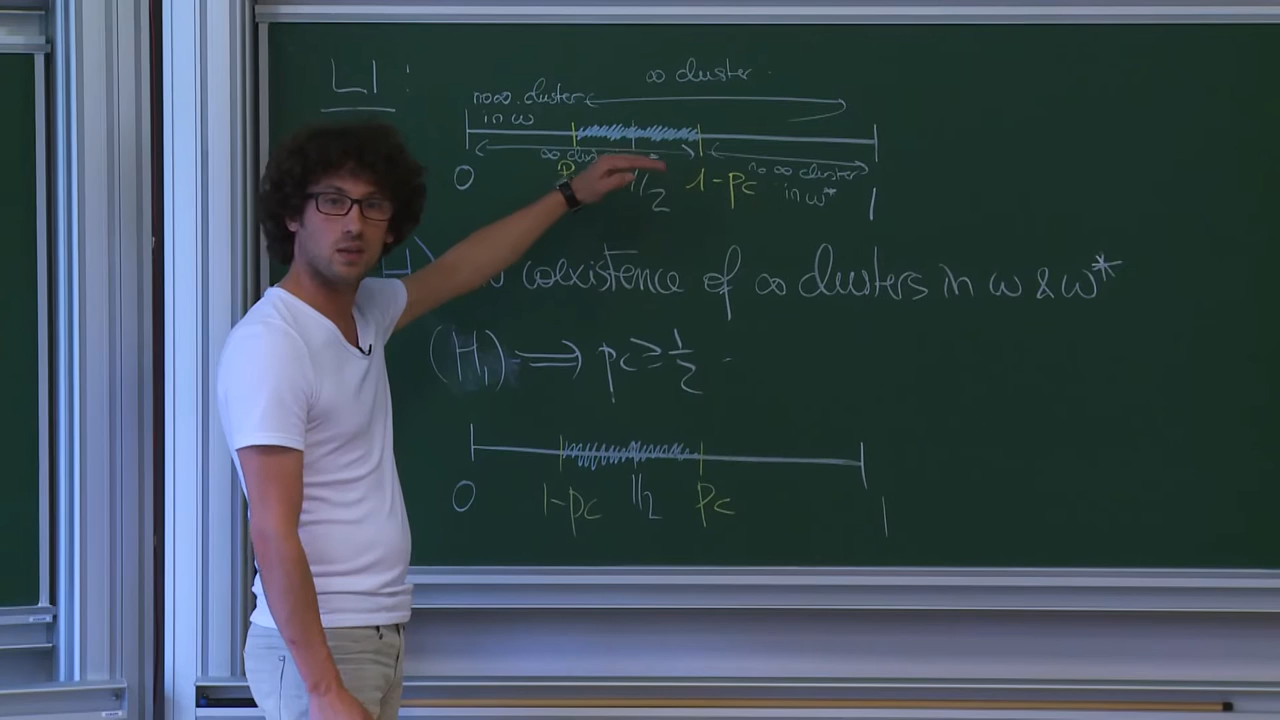 L1 :
∞ cluster
no ∞ cluster
in ω
∞
no ∞ cluster
in ω*
0 p 1/2 1-pc 1
coexistence of ∞ clusters in ω & ω*
(H1) ⟹ pc ≥ 1/2
0 1-pc 1/2 pc 1